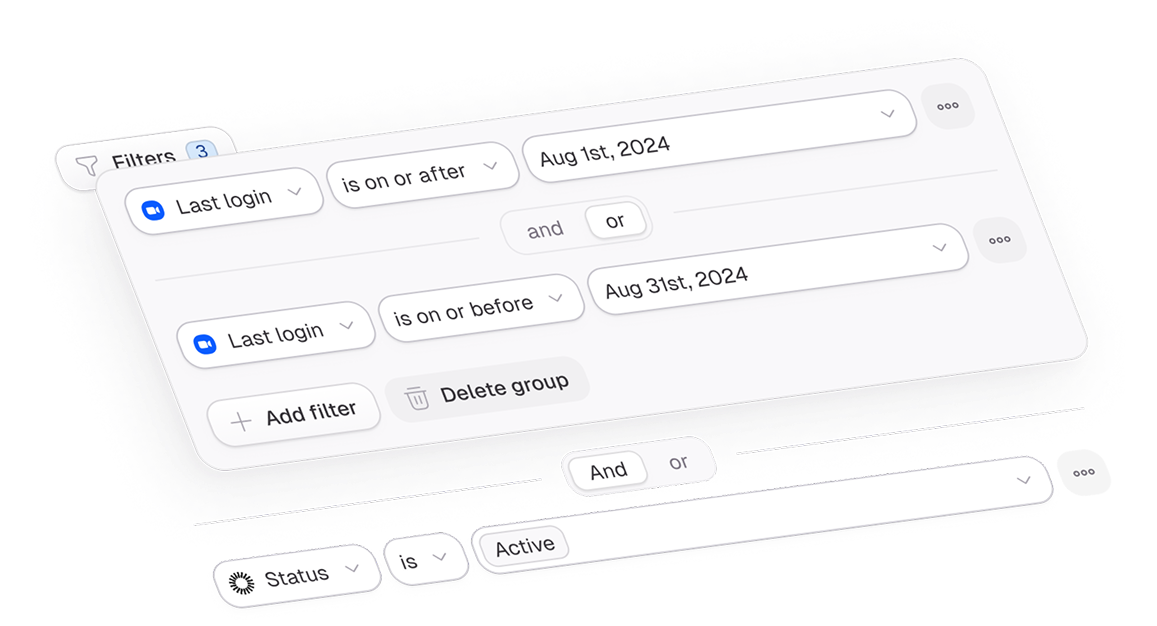 Filters 3
Last login is on or after Aug 1st, 2024
and or
Last login is on or before Aug 31st, 2024
Add filter Delete group
And or
Status is Active